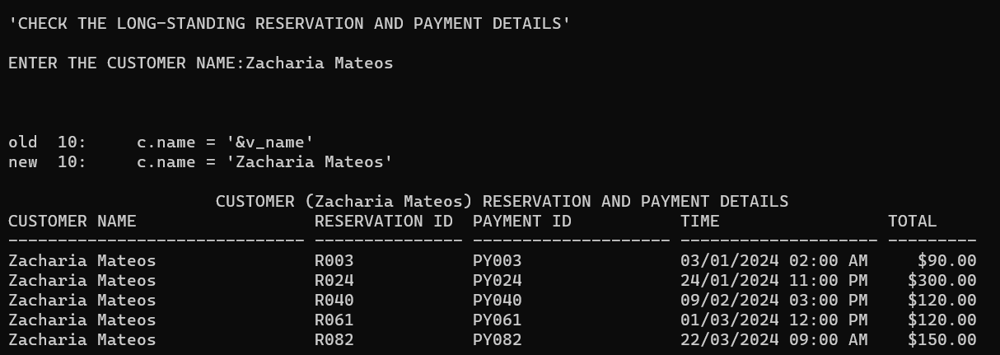 'CHECK THE LONG-STANDING RESERVATION AND PAYMENT DETAILS'
ENTER THE CUSTOMER NAME:Zacharia Mateos
old  10:     c.name = '&v_name'
new  10:     c.name = 'Zacharia Mateos'
                     CUSTOMER (Zacharia Mateos) RESERVATION AND PAYMENT DETAILS
CUSTOMER NAME                  RESERVATION ID  PAYMENT ID           TIME                 TOTAL
------------------------------ --------------- -------------------- -------------------- ---------
Zacharia Mateos                R003            PY003                03/01/2024 02:00 AM     $90.00
Zacharia Mateos                R024            PY024                24/01/2024 11:00 PM    $300.00
Zacharia Mateos                R040            PY040                09/02/2024 03:00 PM    $120.00
Zacharia Mateos                R061            PY061                01/03/2024 12:00 PM    $120.00
Zacharia Mateos                R082            PY082                22/03/2024 09:00 AM    $150.00